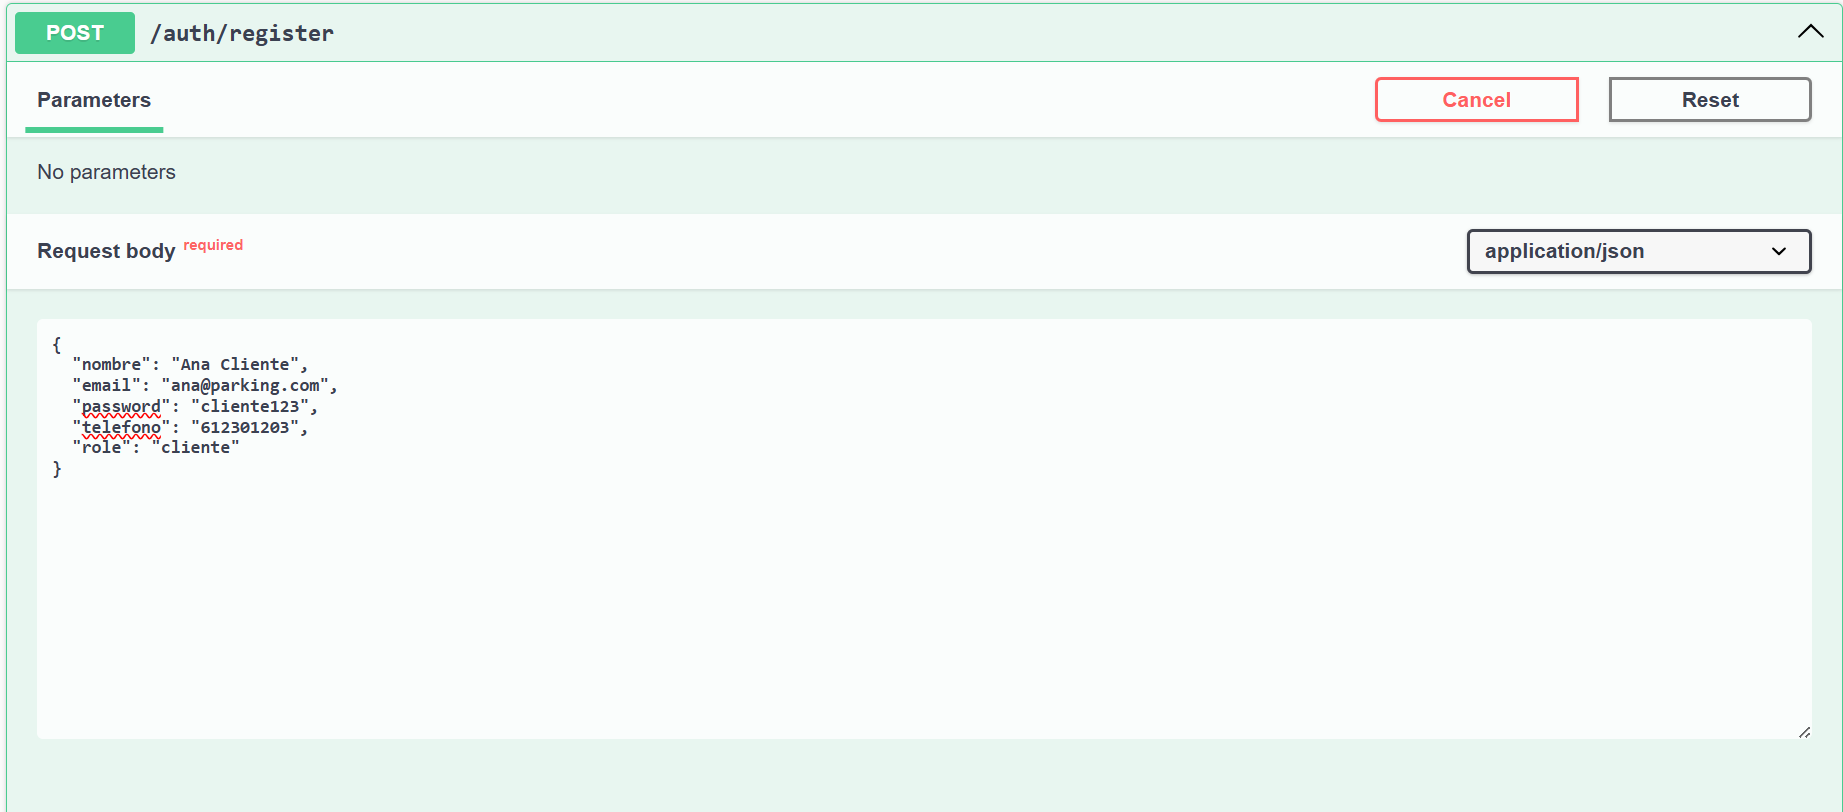 POST /auth/register
Parameters
Cancel
Reset
No parameters
Request body required
application/json
{
  "nombre": "Ana Cliente",
  "email": "ana@parking.com",
  "password": "cliente123",
  "telefono": "612301203",
  "role": "cliente"
}